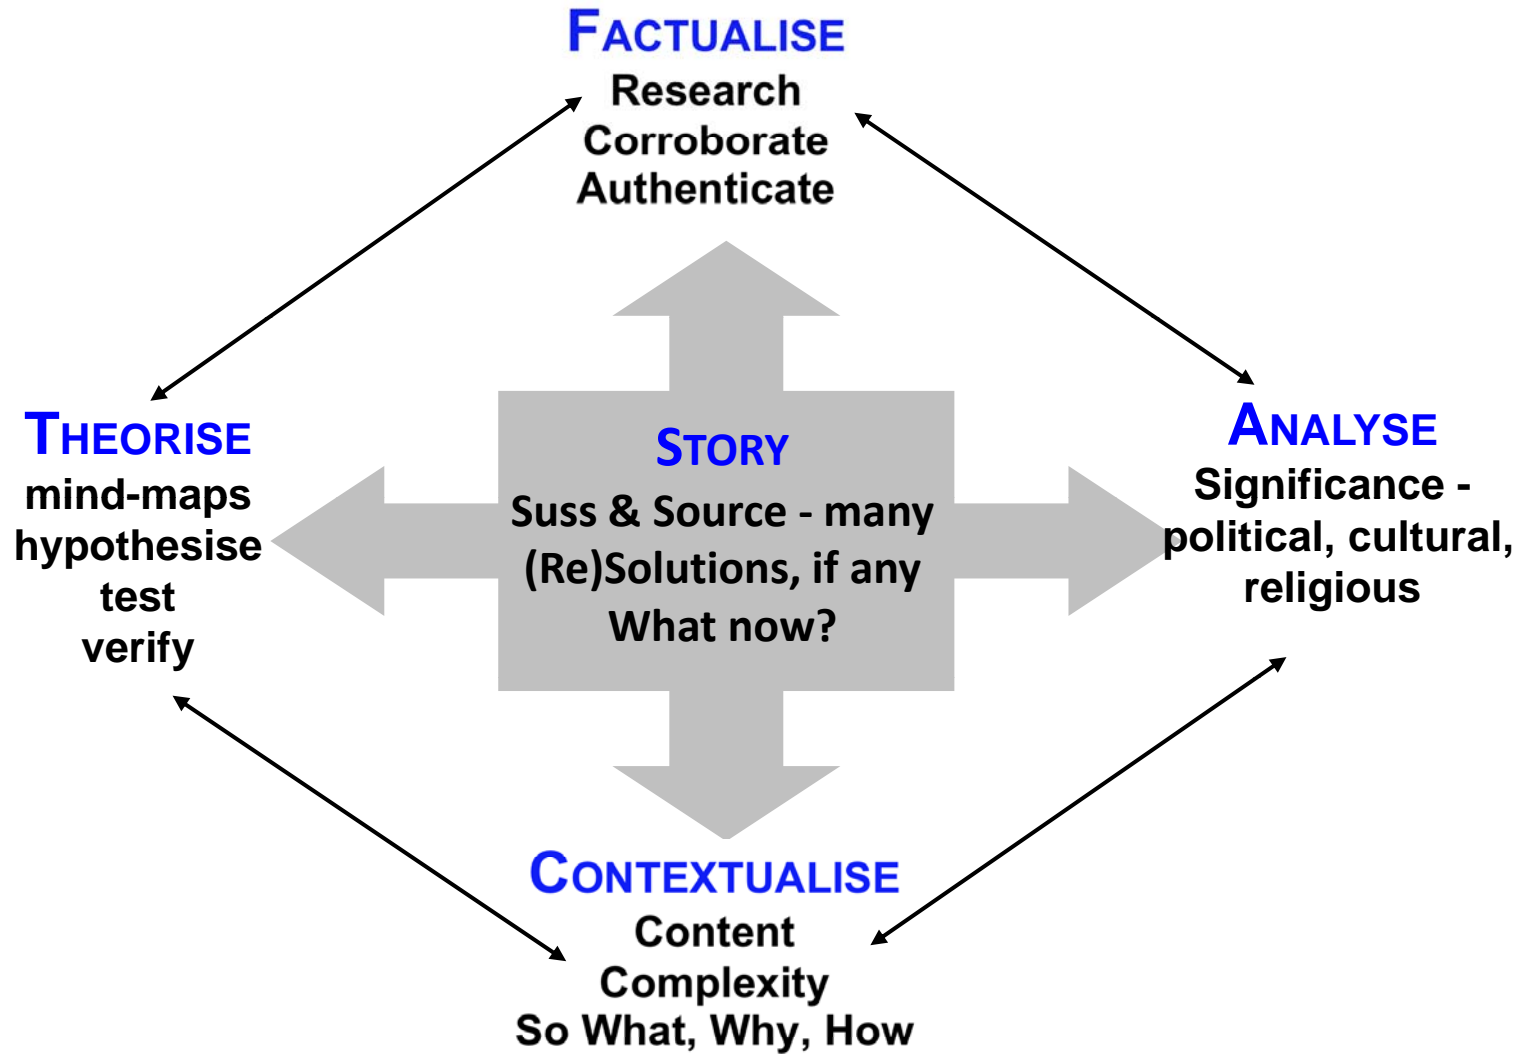 FACTUALISE
Research
Corroborate
Authenticate
THEORISE
mind-maps
hypothesise
test
verify
STORY
Suss & Source - many
(Re)Solutions, if any
What now?
ANALYSE
Significance -
political, cultural,
religious
CONTEXTUALISE
Content
Complexity
So What, Why, How